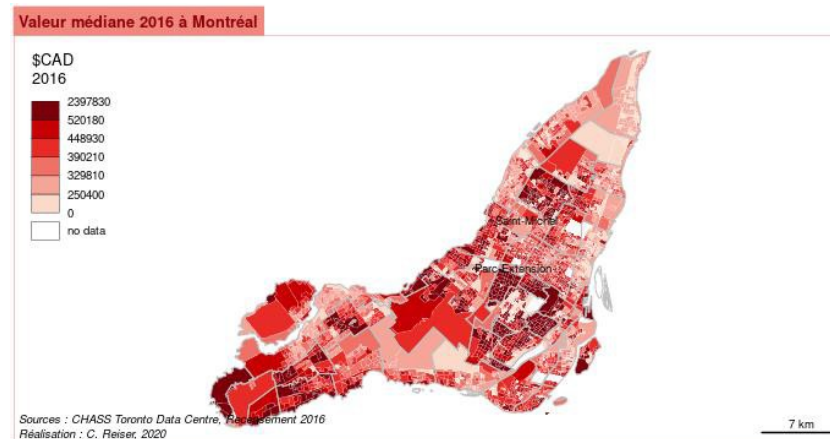 Valeur médiane 2016 à Montréal
$CAD
2016
2397830
520180
448930
390210
329810
250400
0
no data
Saint-Michel
Parc-Extension
Sources : CHASS Toronto Data Centre, Recensement 2016
Réalisation : C. Reiser, 2020
7 km